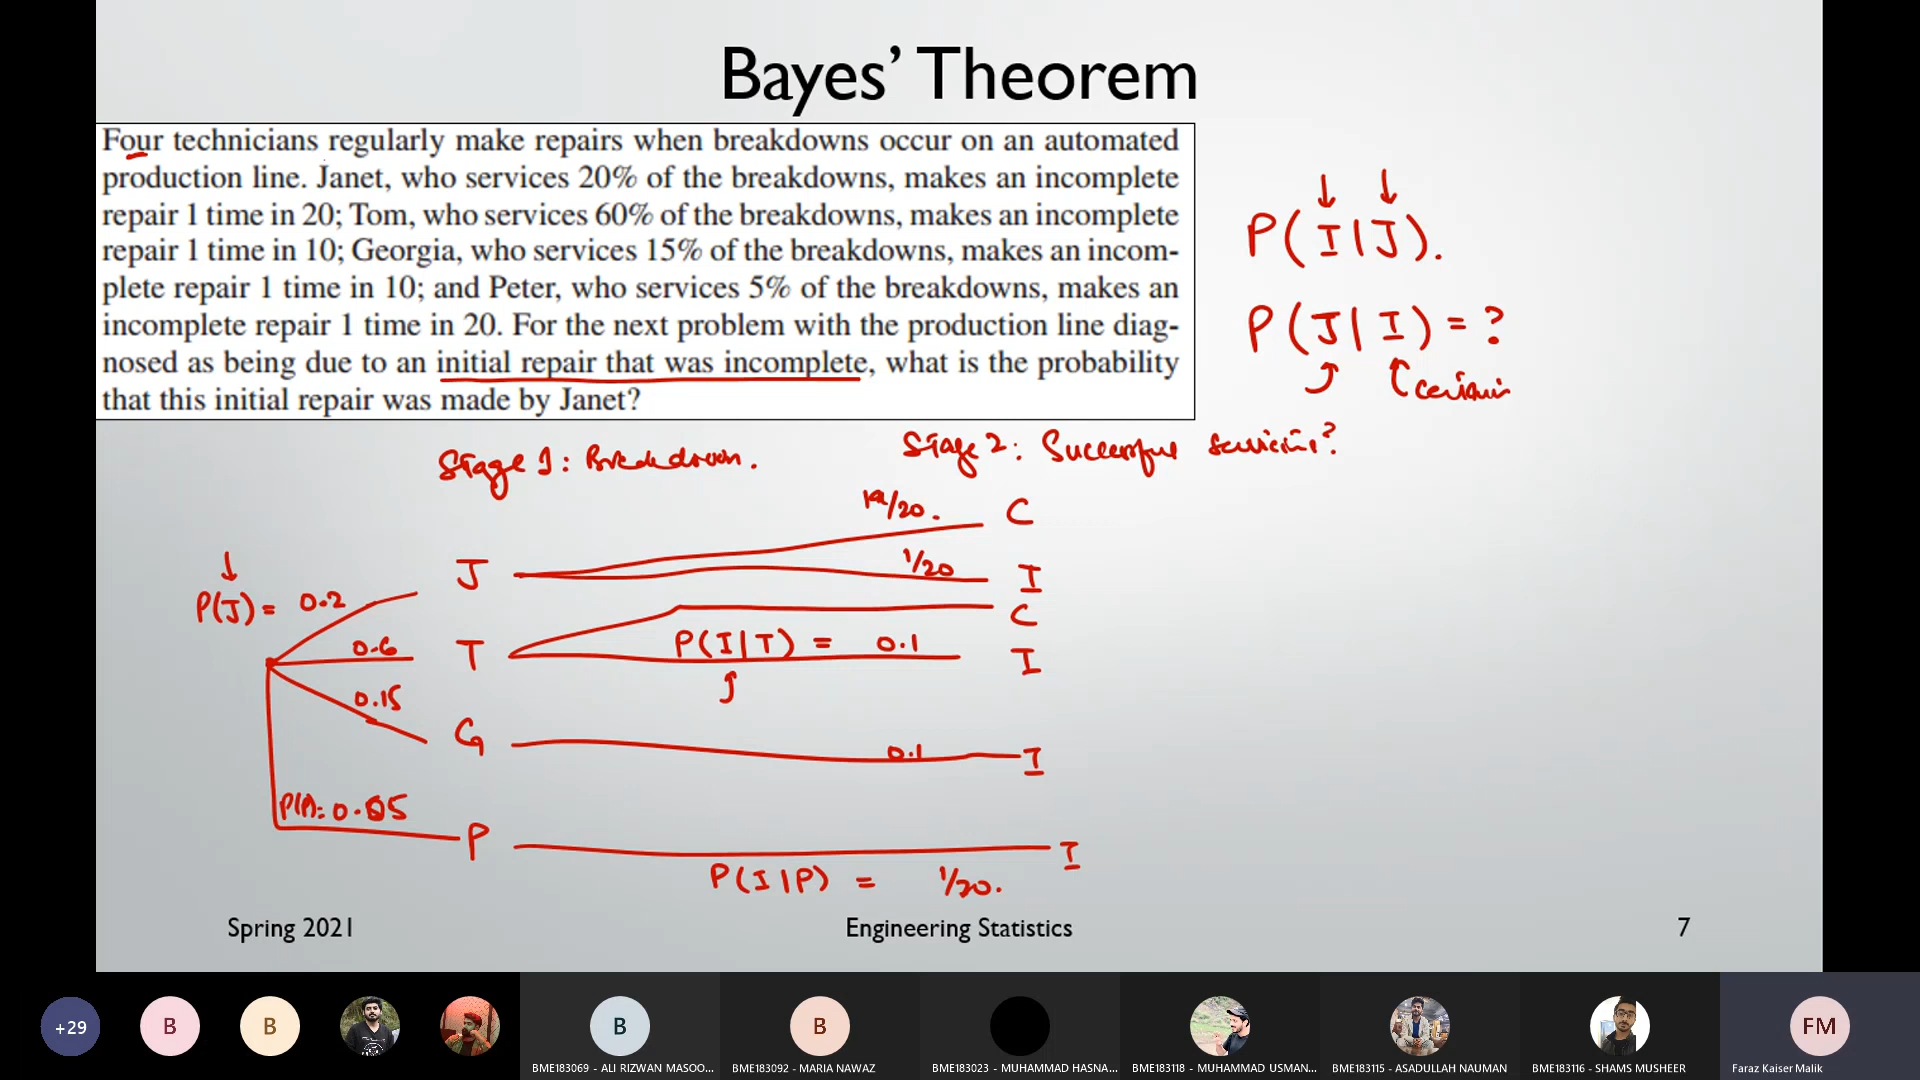 Bayes' Theorem
Four technicians regularly make repairs when breakdowns occur on an automated
production line. Janet, who services 20% of the breakdowns, makes an incomplete
repair 1 time in 20; Tom, who services 60% of the breakdowns, makes an incomplete
repair 1 time in 10; Georgia, who services 15% of the breakdowns, makes an incom-
plete repair 1 time in 10; and Peter, who services 5% of the breakdowns, makes an
incomplete repair 1 time in 20. For the next problem with the production line diag-
nosed as being due to an initial repair that was incomplete, what is the probability
that this initial repair was made by Janet?
P(I|J).
P(J|I) = ?
Stage 1: Breakdown.
Stage 2: Successful servicing?
19/20. C
J 1/20 I
P(J) = 0.2
C
0.6 T P(I|T) = 0.1 I
0.15
G 0.1 I
P(P): 0.05
P I
P(I|P) = 1/20.
Spring 2021
Engineering Statistics
7
+29
B
B
B
B
FM
BME183069 - ALI RIZWAN MASOO...
BME183092 - MARIA NAWAZ
BME183023 - MUHAMMAD HASNA...
BME183118 - MUHAMMAD USMAN...
BME183115 - ASADULLAH NAUMAN
BME183116 - SHAMS MUSHEER
Faraz Kaiser Malik